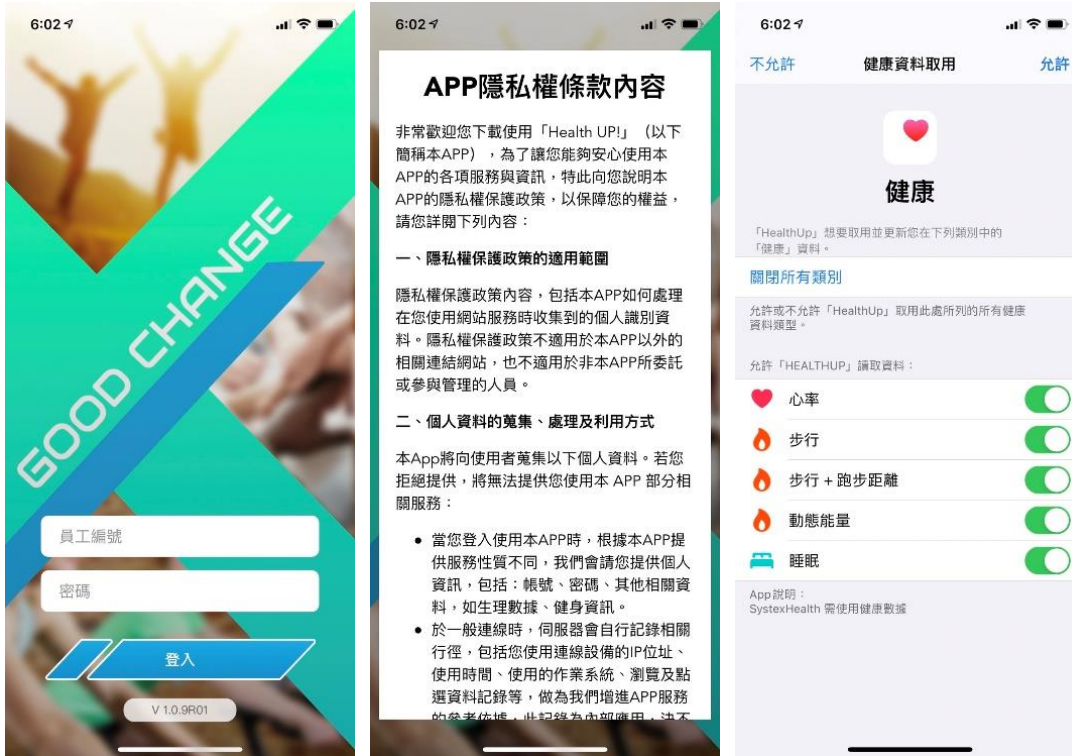 6:02
GOOD CHANGE
員工編號
密碼
登入
V 1.0.9R01
6:02
APP隱私權條款內容
非常歡迎您下載使用「Health UP!」（以下
簡稱本APP），為了讓您能夠安心使用本
APP的各項服務與資訊，特此向您說明本
APP的隱私權保護政策，以保障您的權益，
請您詳閱下列內容：
一、隱私權保護政策的適用範圍
隱私權保護政策內容，包括本APP如何處理
在您使用網站服務時收集到的個人識別資
料。隱私權保護政策不適用於本APP以外的
相關連結網站，也不適用於非本APP所委託
或參與管理的人員。
二、個人資料的蒐集、處理及利用方式
本App將向使用者蒐集以下個人資料。若您
拒絕提供，將無法提供您使用本 APP 部分相
關服務：
• 當您登入使用本APP時，根據本APP提
供服務性質不同，我們會請您提供個人
資訊，包括：帳號、密碼、其他相關資
料，如生理數據、健身資訊。
• 於一般連線時，伺服器會自行記錄相關
行徑，包括您使用連線設備的IP位址、
使用時間、使用的作業系統、瀏覽及點
選資料記錄等，做為我們增進APP服務
的參考依據，此記錄為內部應用，決不
6:02
不允許
健康資料取用
允許
健康
「HealthUp」想要取用並更新您在下列類別中的
「健康」資料。
關閉所有類別
允許或不允許「HealthUp」取用此處所列的所有健康
資料類型。
允許「HEALTHUP」讀取資料：
心率
步行
步行 + 跑步距離
動態能量
睡眠
App 說明：
SystexHealth 需使用健康數據